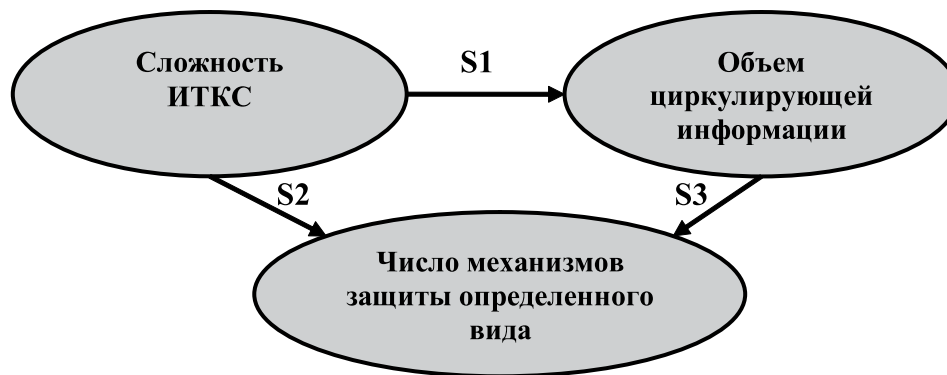 Сложность
ИТКС
S1
Объем
циркулирующей
информации
S2
S3
Число механизмов
защиты определенного
вида